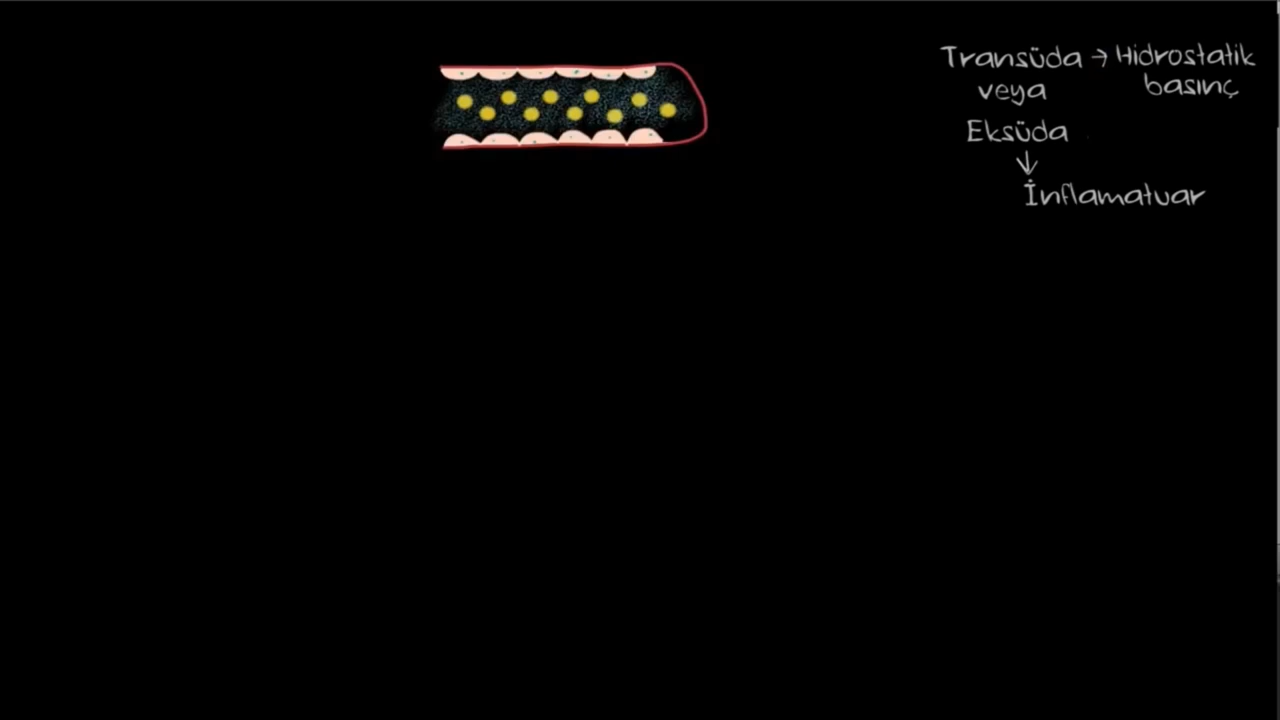 Transüda → Hidrostatik
veya basınç
Eksüda
↓
İnflamatuar